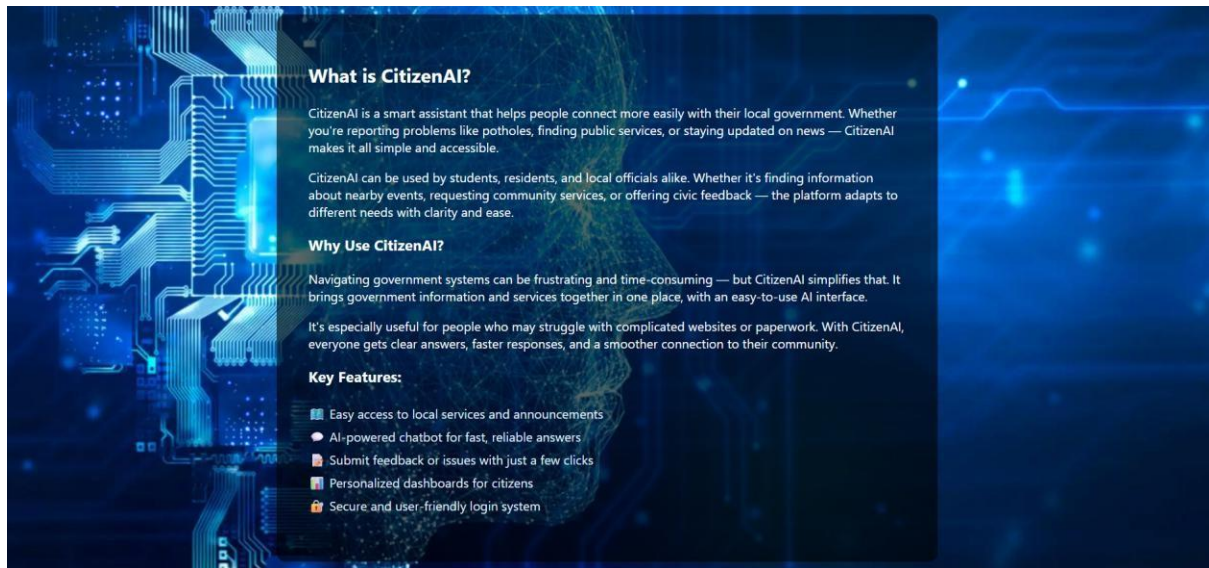 What is CitizenAI?
CitizenAI is a smart assistant that helps people connect more easily with their local government. Whether
you're reporting problems like potholes, finding public services, or staying updated on news — CitizenAI
makes it all simple and accessible.
CitizenAI can be used by students, residents, and local officials alike. Whether it's finding information
about nearby events, requesting community services, or offering civic feedback — the platform adapts to
different needs with clarity and ease.
Why Use CitizenAI?
Navigating government systems can be frustrating and time-consuming — but CitizenAI simplifies that. It
brings government information and services together in one place, with an easy-to-use AI interface.
It's especially useful for people who may struggle with complicated websites or paperwork. With CitizenAI,
everyone gets clear answers, faster responses, and a smoother connection to their community.
Key Features:
🗺️ Easy access to local services and announcements
💬 AI-powered chatbot for fast, reliable answers
📝 Submit feedback or issues with just a few clicks
📊 Personalized dashboards for citizens
🔐 Secure and user-friendly login system